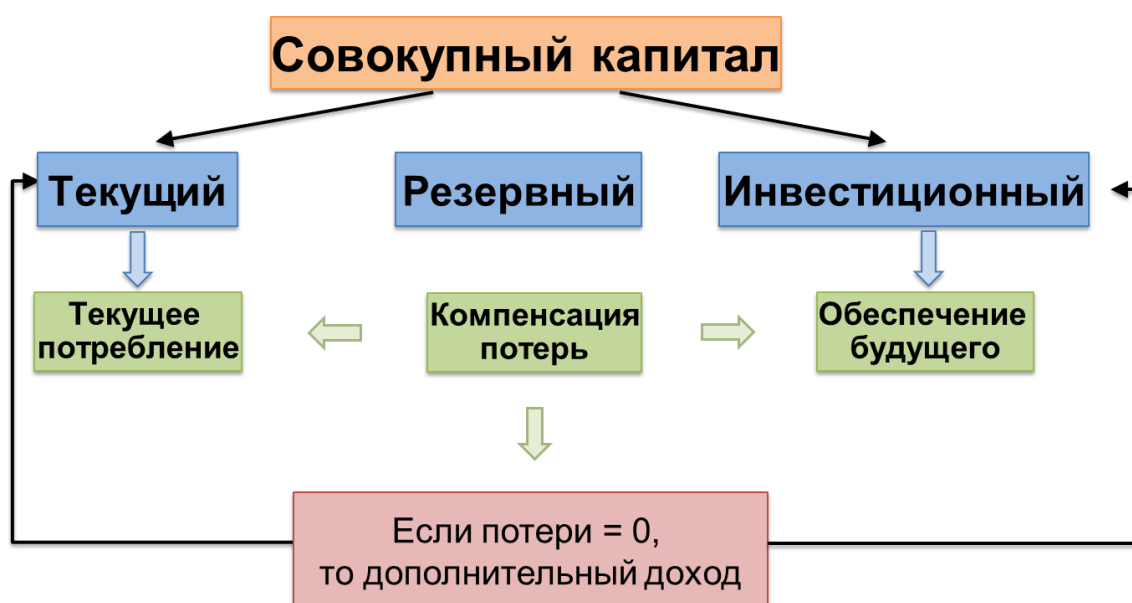 Совокупный капитал
Текущий
Резервный
Инвестиционный
Текущее
потребление
Компенсация
потерь
Обеспечение
будущего
Если потери = 0,
то дополнительный доход